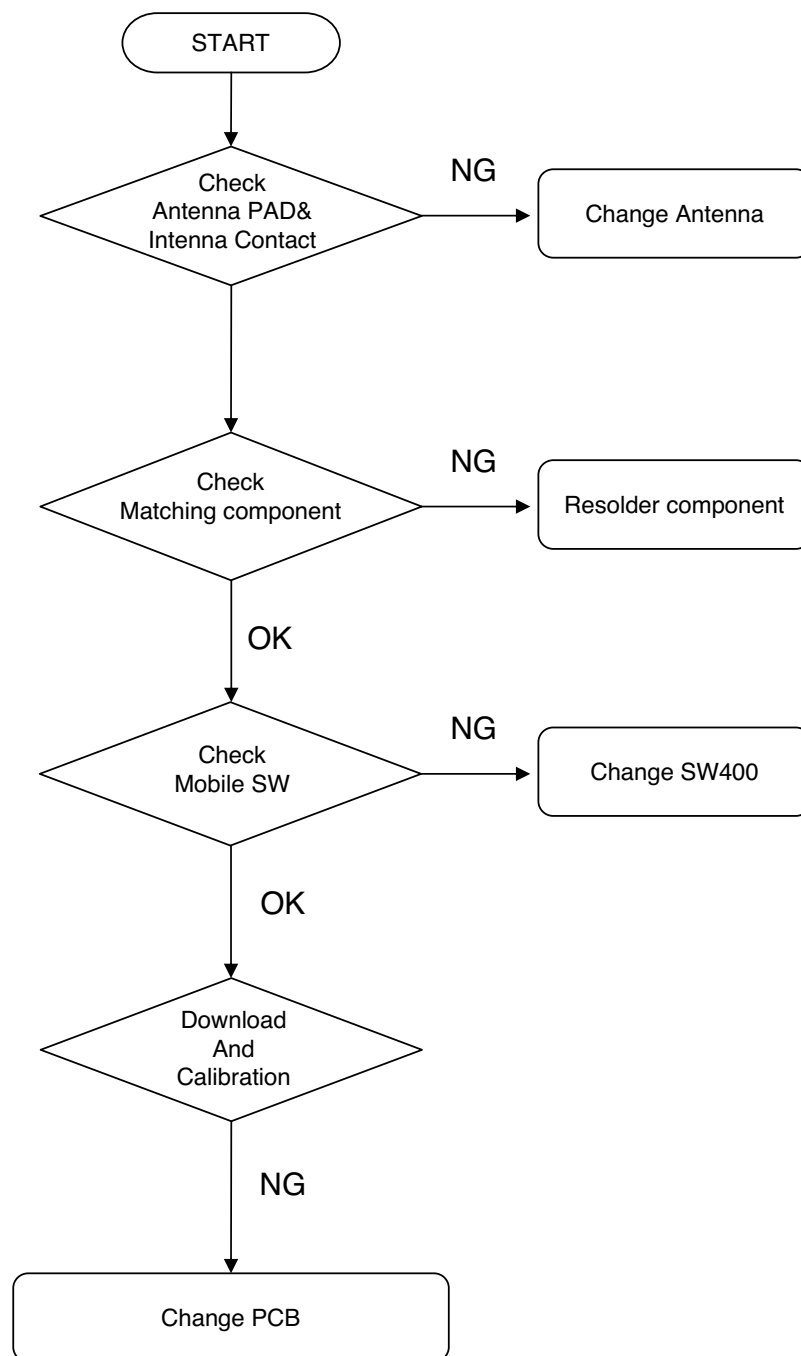 START
Check
Antenna PAD&
Intenna Contact
NG
Change Antenna
Check
Matching component
NG
Resolder component
OK
Check
Mobile SW
NG
Change SW400
OK
Download
And
Calibration
NG
Change PCB